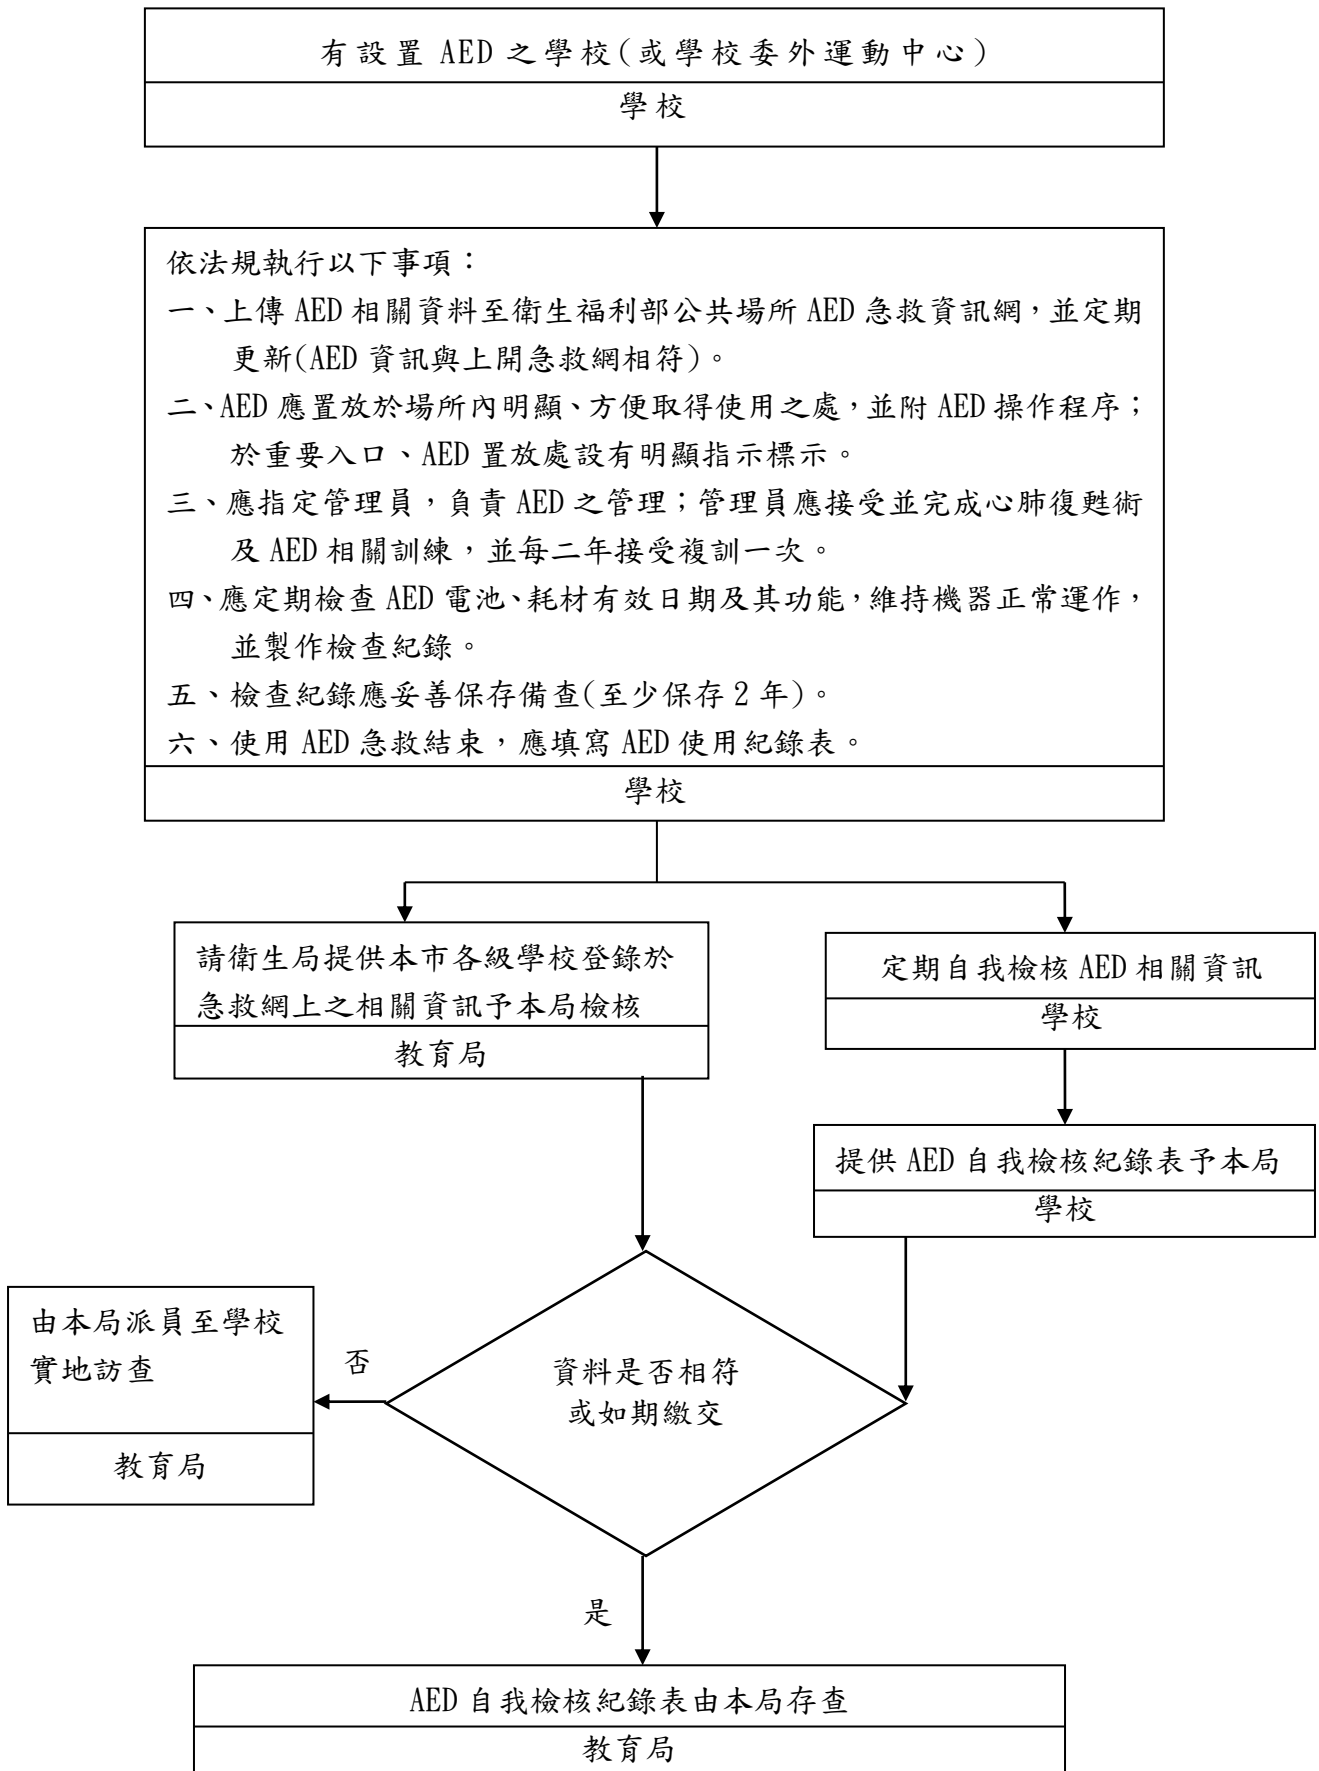 有設置 AED 之學校(或學校委外運動中心)
學校
依法規執行以下事項：
一、上傳 AED 相關資料至衛生福利部公共場所 AED 急救資訊網，並定期
更新(AED 資訊與上開急救網相符)。
二、AED 應置放於場所內明顯、方便取得使用之處，並附 AED 操作程序；
於重要入口、AED 置放處設有明顯指示標示。
三、應指定管理員，負責 AED 之管理；管理員應接受並完成心肺復甦術
及 AED 相關訓練，並每二年接受複訓一次。
四、應定期檢查 AED 電池、耗材有效日期及其功能，維持機器正常運作，
並製作檢查紀錄。
五、檢查紀錄應妥善保存備查(至少保存 2 年)。
六、使用 AED 急救結束，應填寫 AED 使用紀錄表。
學校
請衛生局提供本市各級學校登錄於
急救網上之相關資訊予本局檢核
教育局
定期自我檢核 AED 相關資訊
學校
提供 AED 自我檢核紀錄表予本局
學校
由本局派員至學校
實地訪查
教育局
否
資料是否相符
或如期繳交
是
AED 自我檢核紀錄表由本局存查
教育局